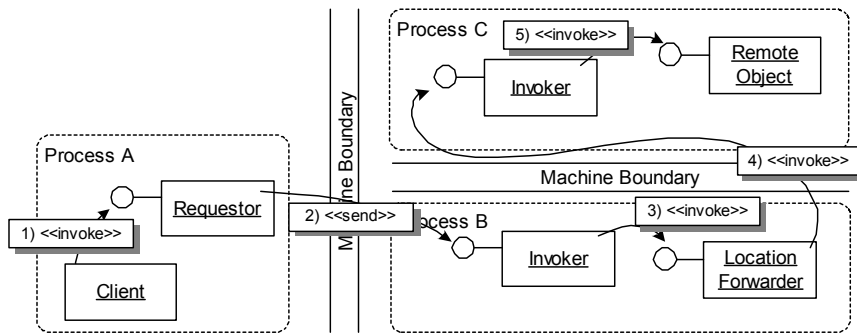 Process C
5) <<invoke>>
Remote
Object
Invoker
Machine Boundary
Process A
Requestor
1) <<invoke>>
Client
2) <<send>>
4) <<invoke>>
Machine Boundary
Process B
3) <<invoke>>
Invoker
Location
Forwarder